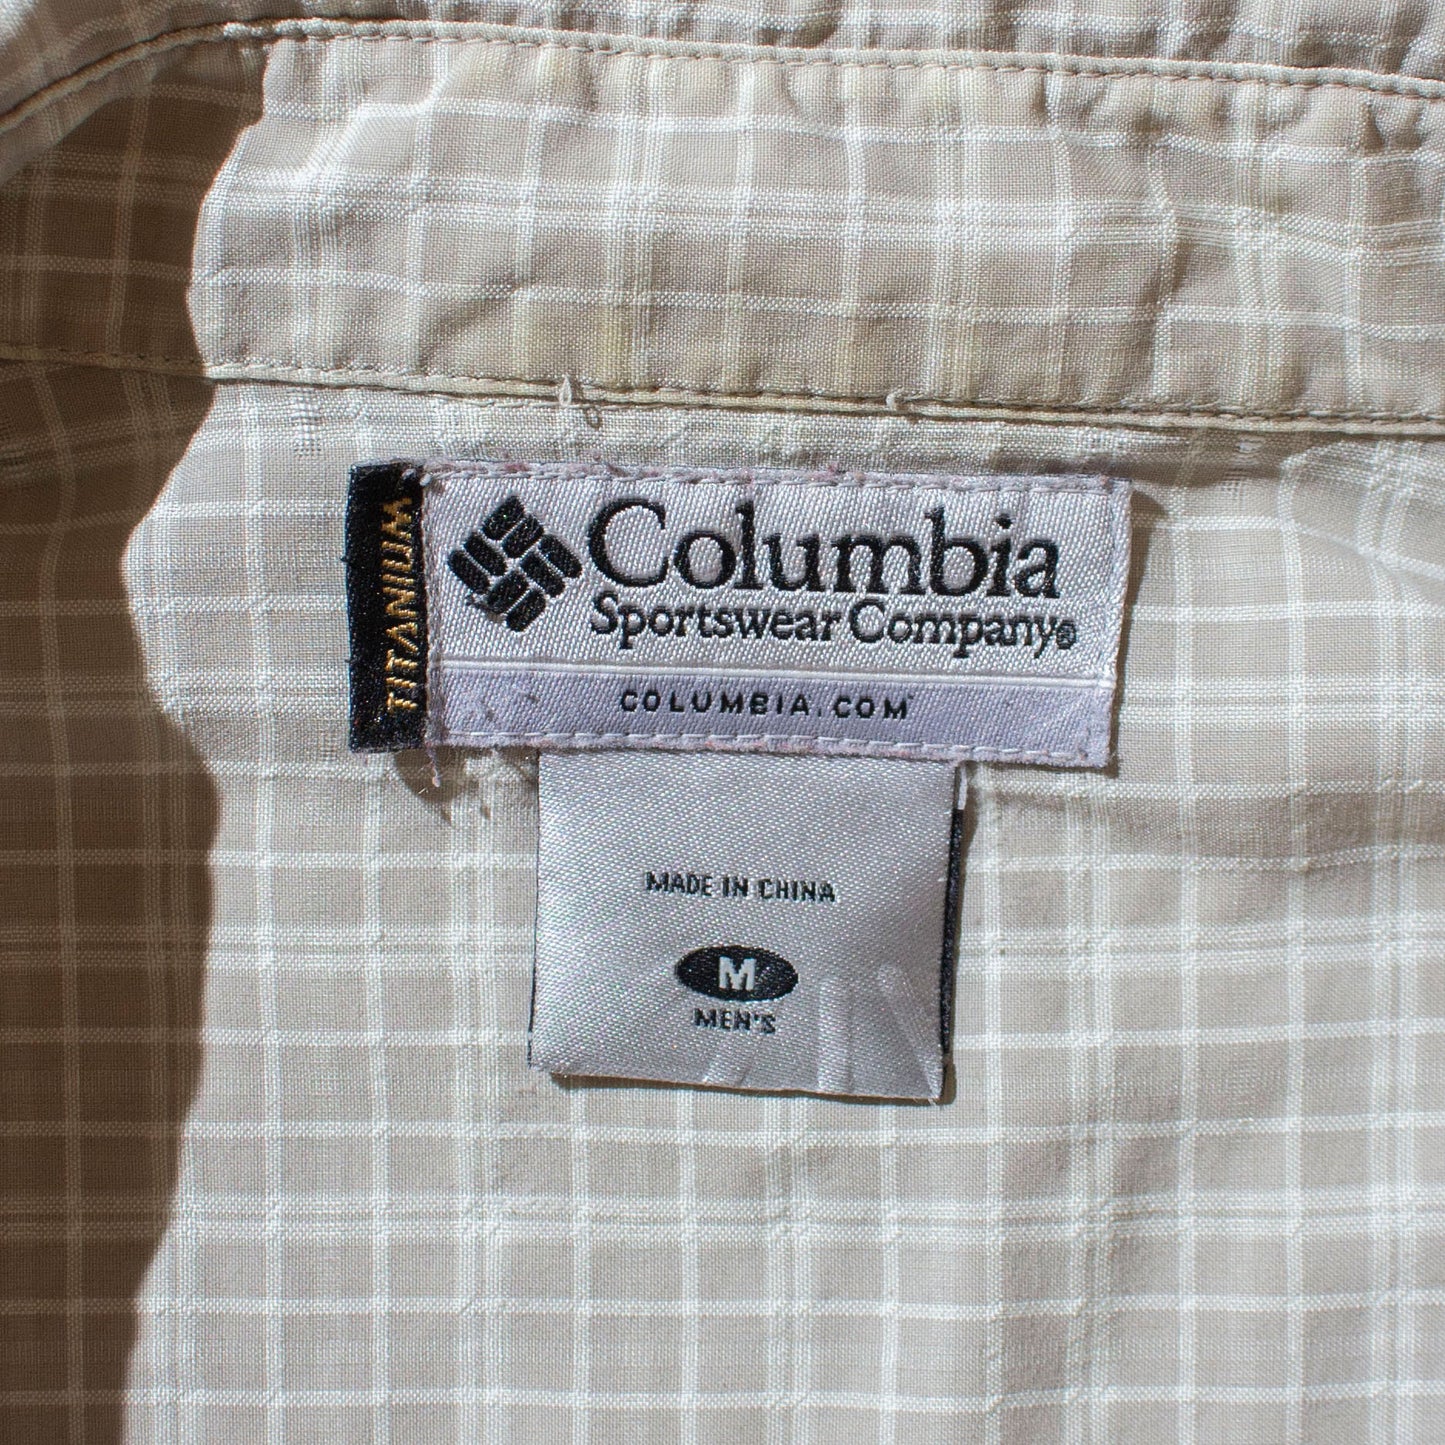 TITANIUM
Columbia
Sportswear Company®
COLUMBIA.COM
MADE IN CHINA
M
MEN'S